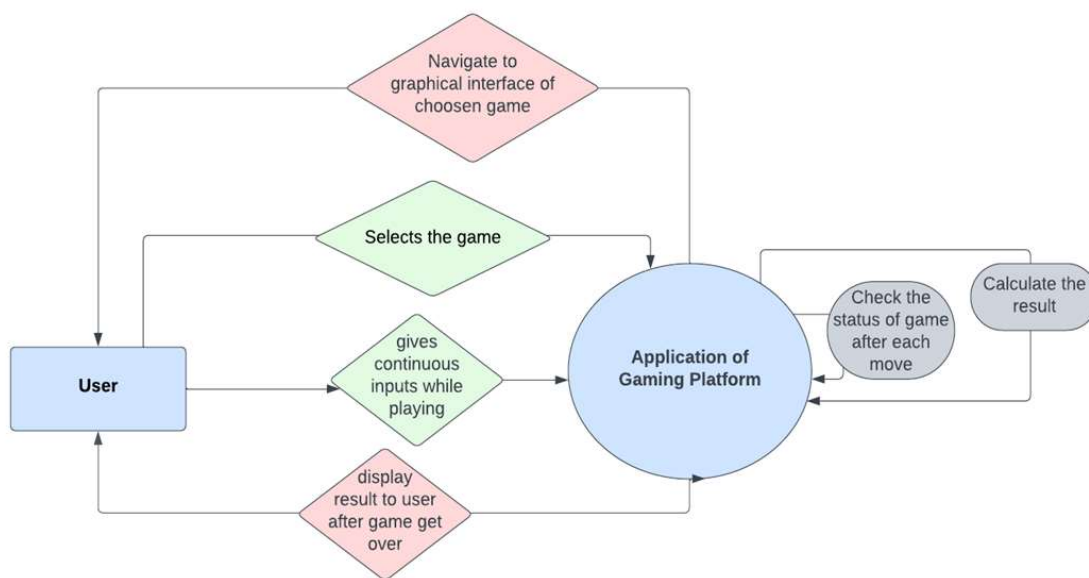 Navigate to
graphical interface of
choosen game
Selects the game
Calculate the
result
Check the
status of game
after each
move
gives
continuous
inputs while
playing
Application of
Gaming Platform
User
display
result to user
after game get
over